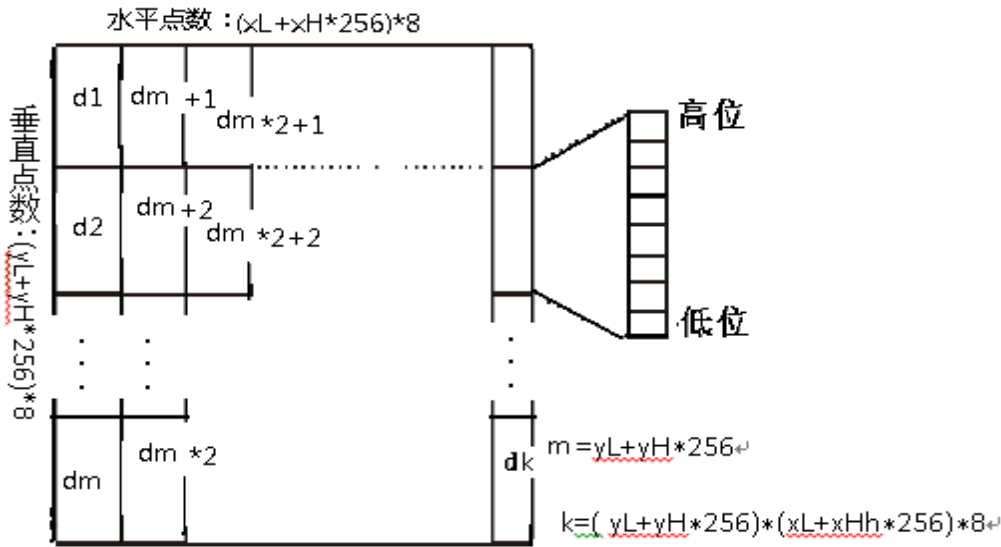 水平点数：(xL+xH*256)*8
垂直点数：(yL+yH*256)*8
d1
dm +1
dm *2+1
高位
d2
dm +2
dm *2+2
低位
dm
dm *2
dk
m=yL+yH*256↵
k=( yL+yH*256)*(xL+xHh*256)*8↵